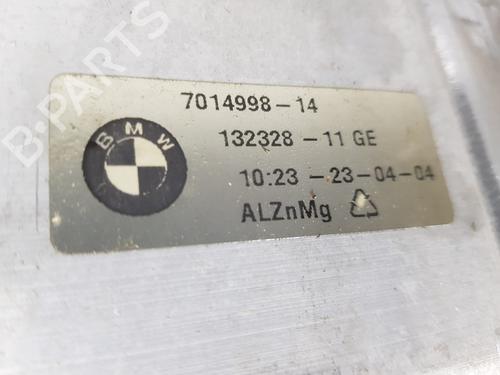 7014998-14
132328-11 GE
10:23-23-04-04
ALZnMg
BMW
B-PARTS